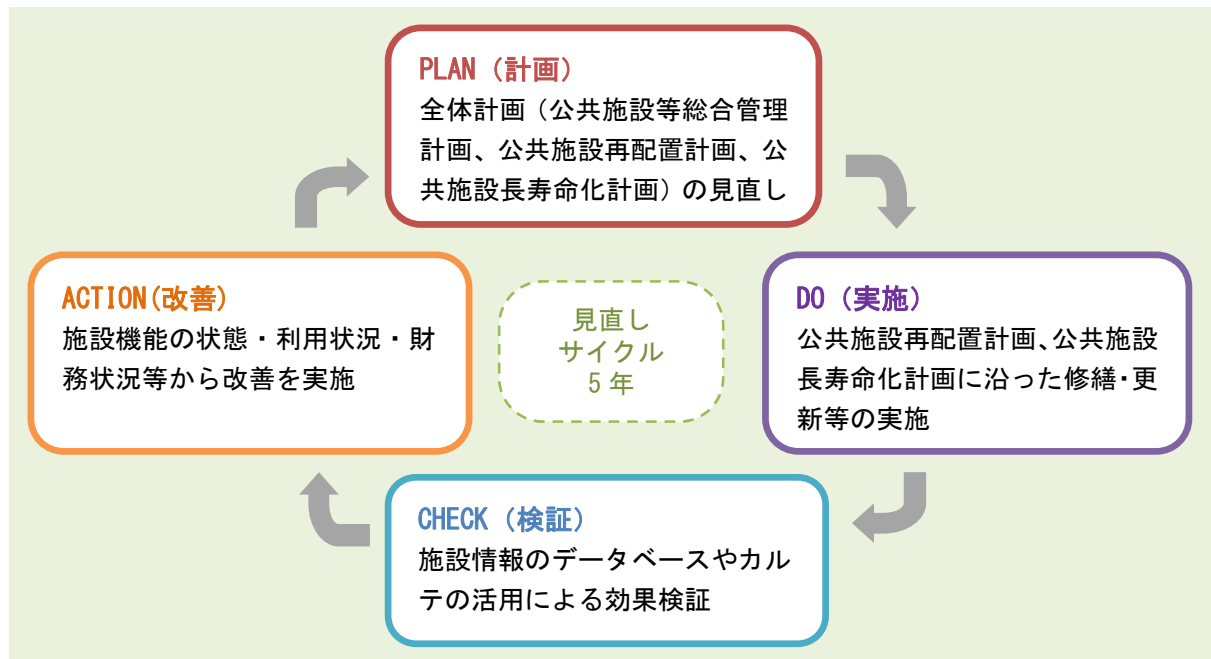 PLAN（計画）
全体計画（公共施設等総合管理
計画、公共施設再配置計画、公
共施設長寿命化計画）の見直し
ACTION(改善)
施設機能の状態・利用状況・財
務状況等から改善を実施
見直し
サイクル
5 年
DO（実施）
公共施設再配置計画、公共施設
長寿命化計画に沿った修繕・更
新等の実施
CHECK（検証）
施設情報のデータベースやカル
テの活用による効果検証